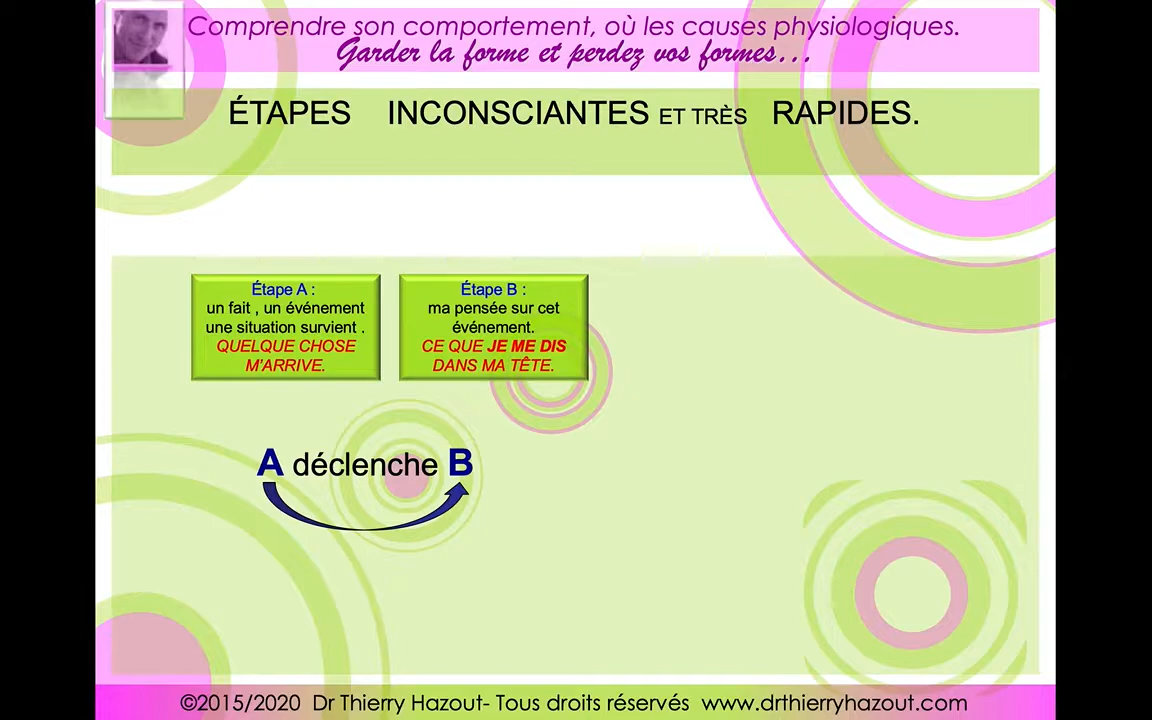 Comprendre son comportement, où les causes physiologiques.
Garder la forme et perdez vos formes...
ÉTAPES INCONSCIANTES ET TRÈS RAPIDES.
Étape A :
un fait , un événement
une situation survient .
QUELQUE CHOSE
M'ARRIVE.
Étape B :
ma pensée sur cet
événement.
CE QUE JE ME DIS
DANS MA TÊTE.
A déclenche B
©2015/2020 Dr Thierry Hazout- Tous droits réservés www.drthierryhazout.com